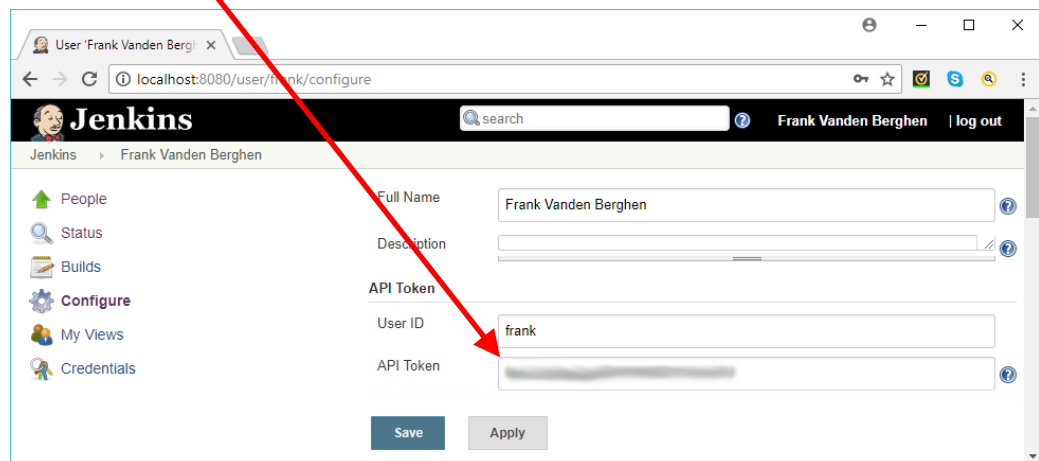 User 'Frank Vanden Bergh
localhost:8080/user/frank/configure
Jenkins
search
Frank Vanden Berghen
| log out
Jenkins
Frank Vanden Berghen
People
Status
Builds
Configure
My Views
Credentials
Full Name
Frank Vanden Berghen
Description
API Token
User ID
frank
API Token
Save
Apply